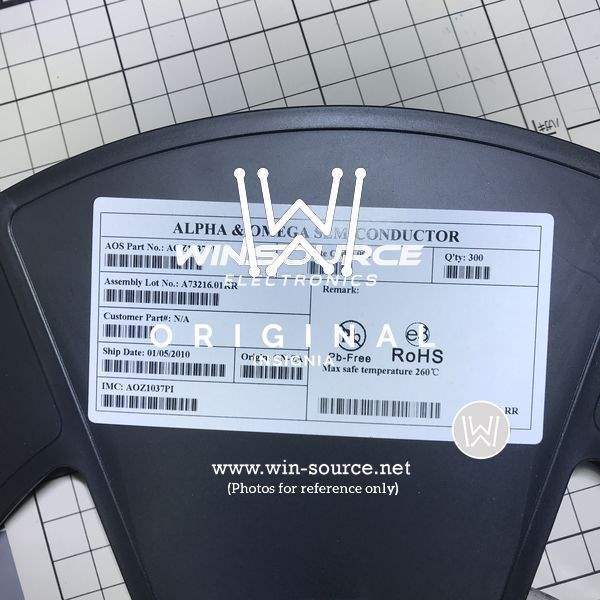 ALPHA & OMEGA SEMICONDUCTOR
AOS Part No.:
Q'ty: 300
Assembly Lot No.: A73216.01RR
Remark:
Customer Part#: N/A
Ship Date: 01/05/2010
IMC: AOZ1037PI
Pb-Free
e3
RoHS
Max safe temperature 260℃
RR
WINSOURCE
ELECTRONICS
ORIGINAL
INSIGNIA
W
www.win-source.net
(Photos for reference only)